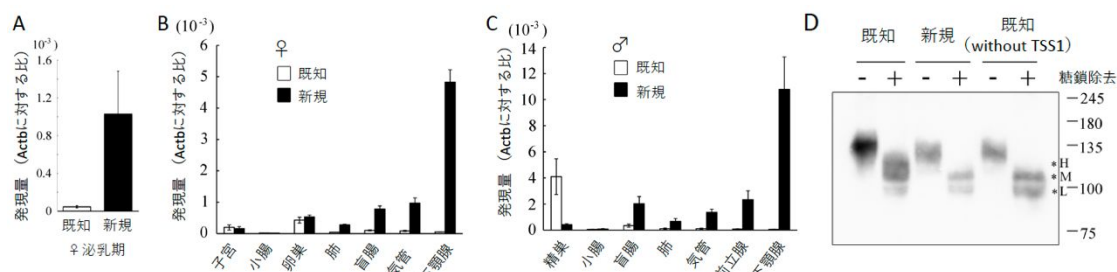 A
10⁻³
1.6
1.2
0.8
0.4
0
発現量（Actbに対する比）
既知 新規
♀泌乳期
B (10⁻³)
6
5
4
3
2
1
0
発現量（Actbに対する比）
♀
既知
新規
子宮 小腸 卵巣 肺 盲腸 気管
C
(10⁻³)
14
12
10
8
6
4
2
0
発現量（Actbに対する比）
♂
既知
新規
精巣 小腸 盲腸 肺 気管
D
既知 新規 既知
（without TSS1）
- + - + - + 糖鎖除去
-245
-180
-135
*H
*M
-100
*L
-75